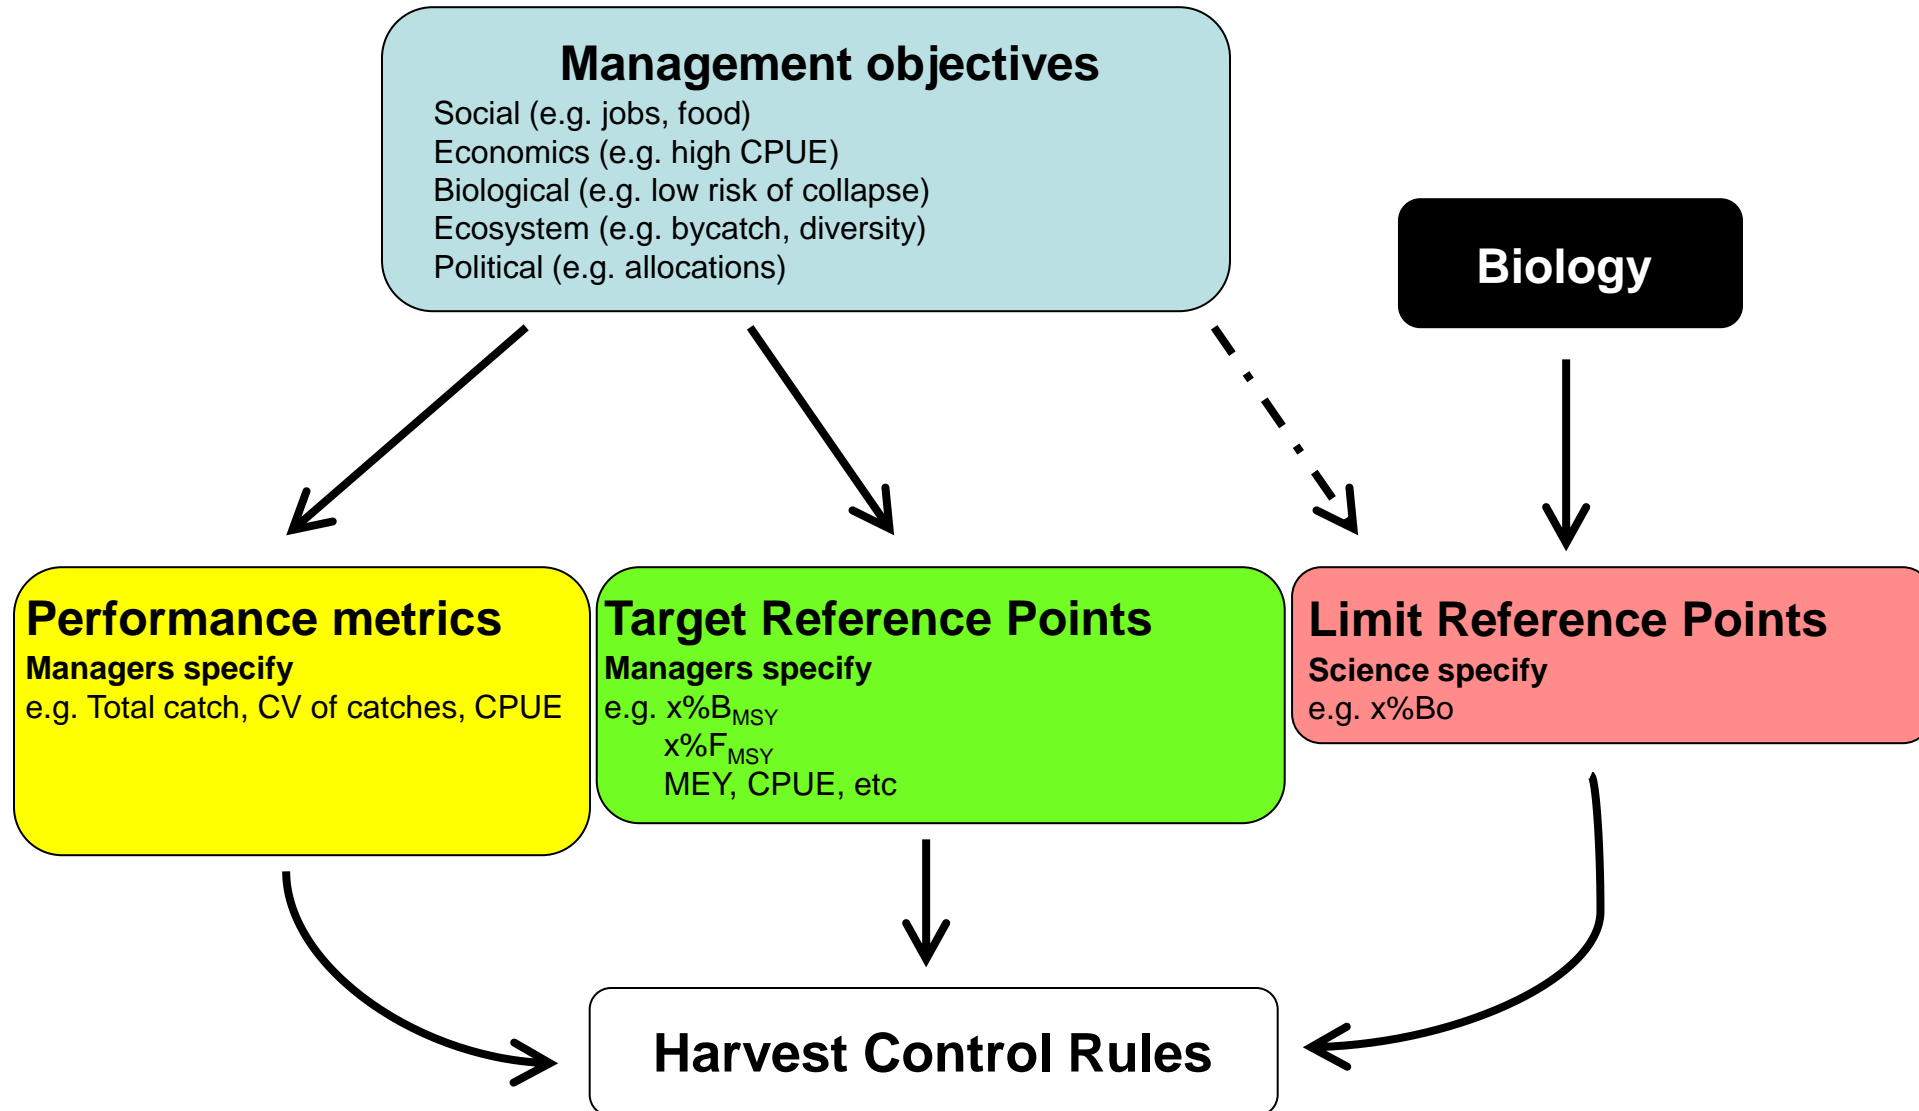 Management objectives
Social (e.g. jobs, food)
Economics (e.g. high CPUE)
Biological (e.g. low risk of collapse)
Ecosystem (e.g. bycatch, diversity)
Political (e.g. allocations)
Biology
Performance metrics
Managers specify
e.g. Total catch, CV of catches, CPUE
Target Reference Points
Managers specify
e.g. x%BMSY
x%FMSY
MEY, CPUE, etc
Limit Reference Points
Science specify
e.g. x%Bo
Harvest Control Rules